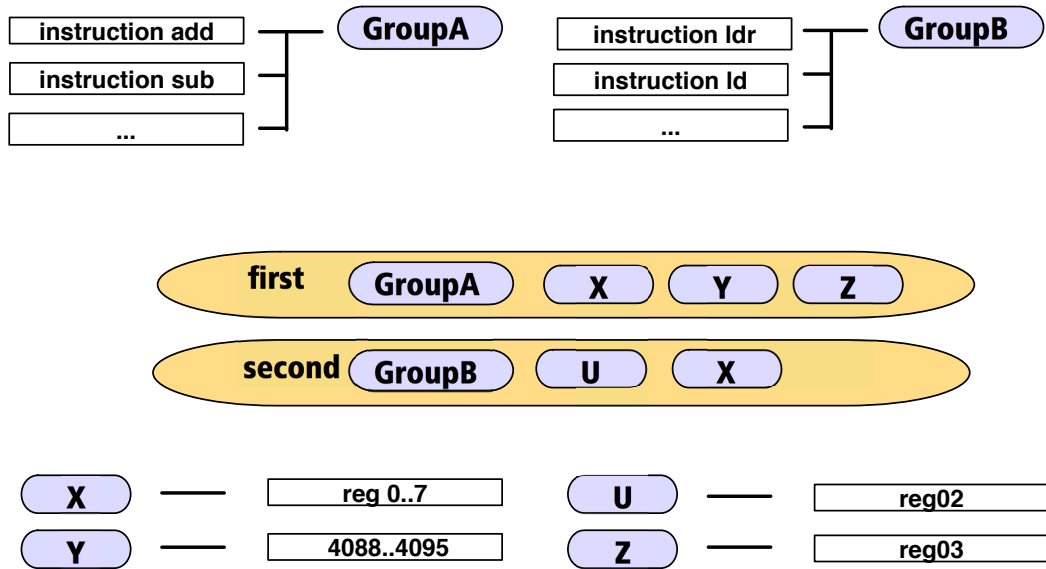 instruction add GroupA instruction ldr GroupB
instruction sub instruction ld
... ...
first GroupA X Y Z
second GroupB U X
X reg 0..7 U reg02
Y 4088..4095 Z reg03